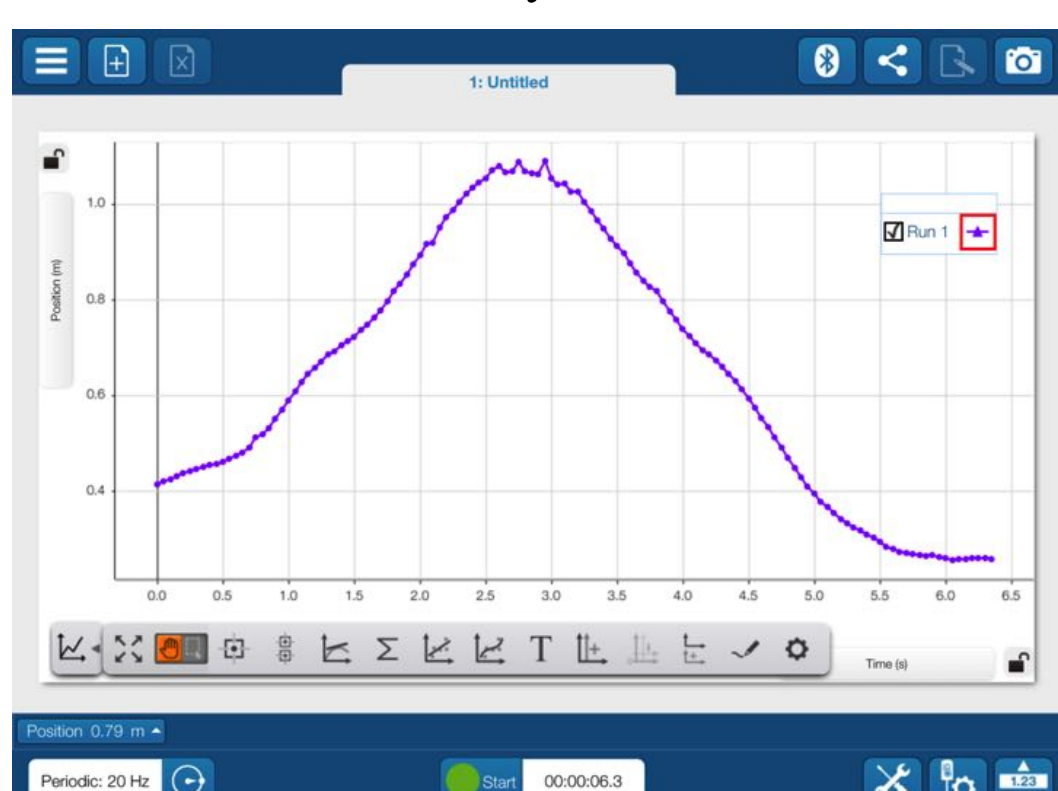 1: Untitled
1.0
Run 1
Position (m)
0.8
0.6
0.4
0.0 0.5 1.0 1.5 2.0 2.5 3.0 3.5 4.0 4.5 5.0 5.5 6.0 6.5
Σ T
Time (s)
Position 0.79 m
Periodic: 20 Hz
Start 00:00:06.3
1.23